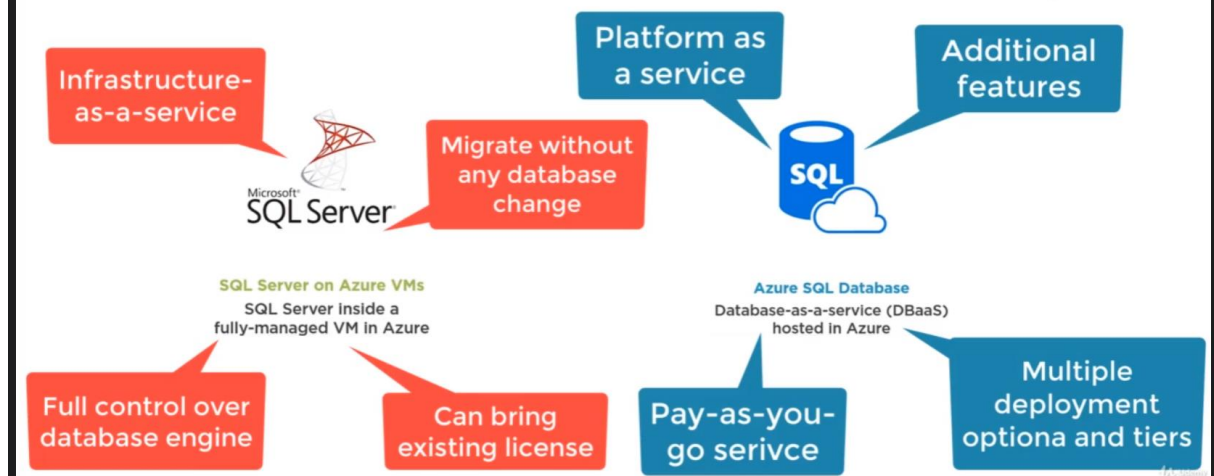 Infrastructure-
as-a-service
Microsoft®
SQL Server®
Migrate without
any database
change
SQL Server on Azure VMs
SQL Server inside a
fully-managed VM in Azure
Full control over
database engine
Can bring
existing license
Platform as
a service
Additional
features
SQL
Azure SQL Database
Database-as-a-service (DBaaS)
hosted in Azure
Pay-as-you-
go serivce
Multiple
deployment
optiona and tiers